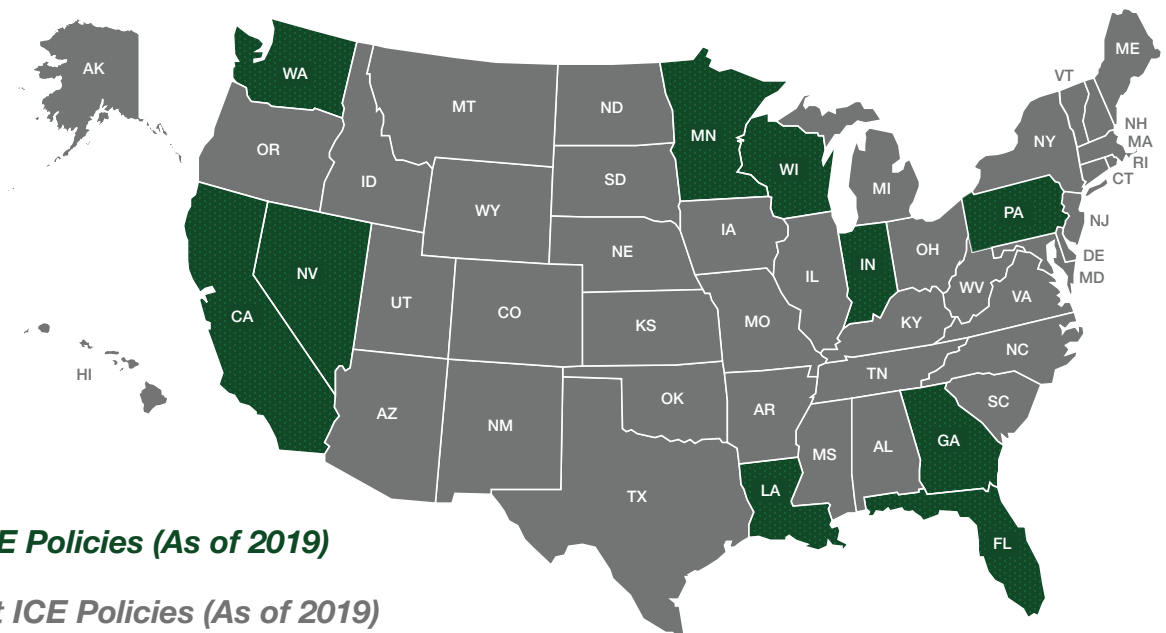 ME
VT
AK
WA
MT
ND
MN
NH
OR
NY
MA
WI
RI
ID
SD
CT
MI
WY
PA
NJ
IA
OH
NE
DE
IN
NV
IL
MD
UT
WV
VA
CA
CO
KS
MO
KY
NC
HI
TN
OK
AR
SC
AZ
NM
GA
AL
MS
LA
TX
FL
Policies (As of 2019)
ICE Policies (As of 2019)